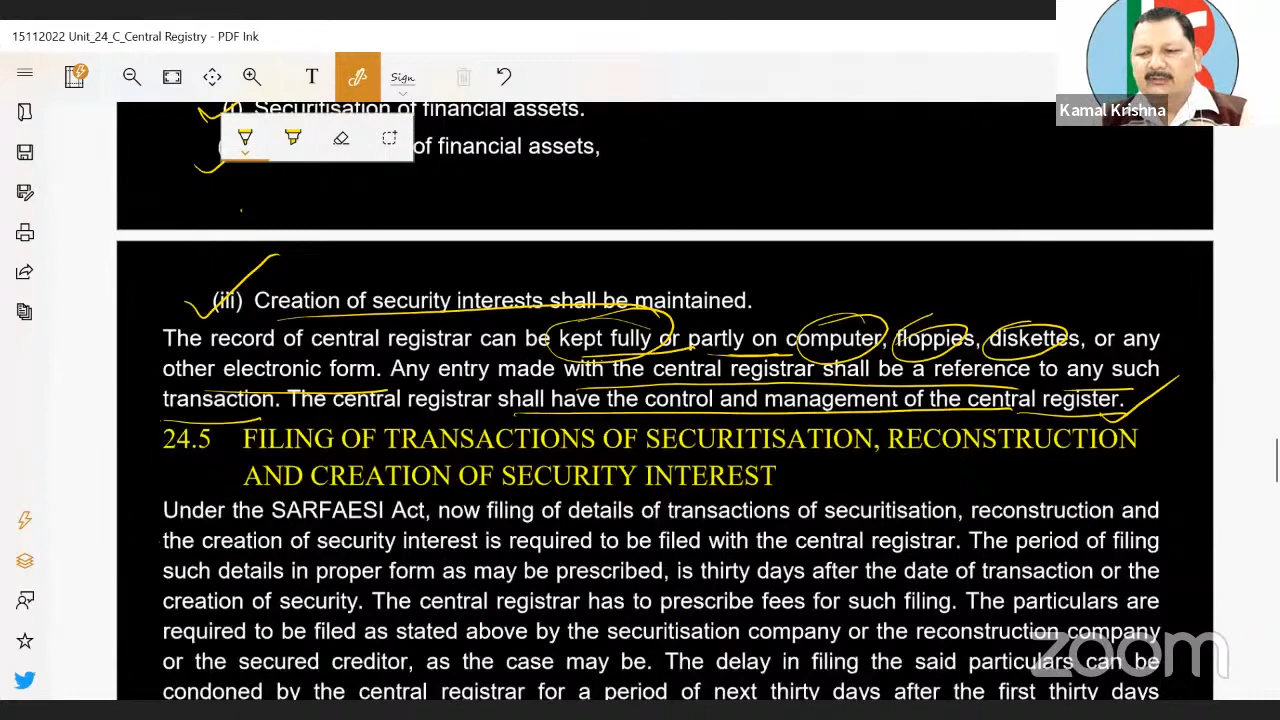 15112022 Unit_24_C_Central Registry - PDF Ink
T
Sign
Kamal Krishna
Securitisation of financial assets.
of financial assets,
(iii) Creation of security interests shall be maintained.
The record of central registrar can be kept fully or partly on computer, floppies, diskettes, or any
other electronic form. Any entry made with the central registrar shall be a reference to any such
transaction. The central registrar shall have the control and management of the central register.
24.5 FILING OF TRANSACTIONS OF SECURITISATION, RECONSTRUCTION
AND CREATION OF SECURITY INTEREST
Under the SARFAESI Act, now filing of details of transactions of securitisation, reconstruction and
the creation of security interest is required to be filed with the central registrar. The period of filing
such details in proper form as may be prescribed, is thirty days after the date of transaction or the
creation of security. The central registrar has to prescribe fees for such filing. The particulars are
required to be filed as stated above by the securitisation company or the reconstruction company
or the secured creditor, as the case may be. The delay in filing the said particulars can be
condoned by the central registrar for a period of next thirty days after the first thirty days
zoom